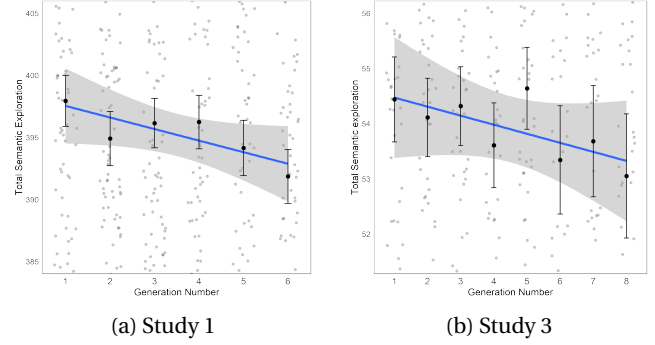 405
400
395
390
385
Total Semantic Exploration
1 2 3 4 5 6
Generation Number
(a) Study 1
56
55
54
53
52
Total Semantic Exploration
1 2 3 4 5 6 7 8
Generation Number
(b) Study 3